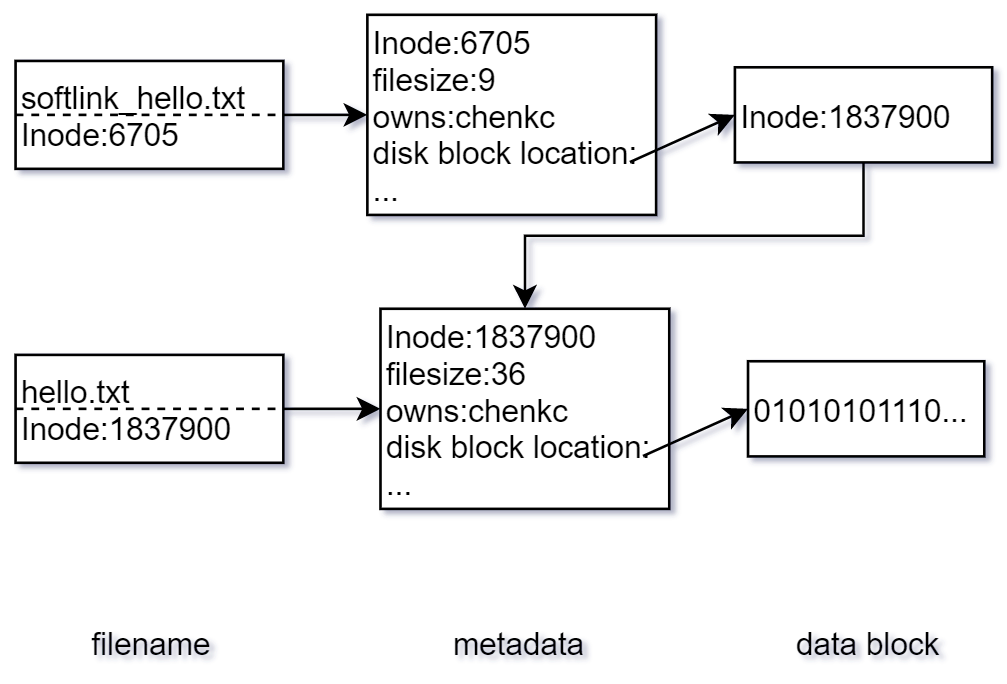 softlink_hello.txt
Inode:6705
Inode:6705
filesize:9
owns:chenkc
disk block location:
...
Inode:1837900
hello.txt
Inode:1837900
Inode:1837900
filesize:36
owns:chenkc
disk block location:
...
01010101110...
filename
metadata
data block